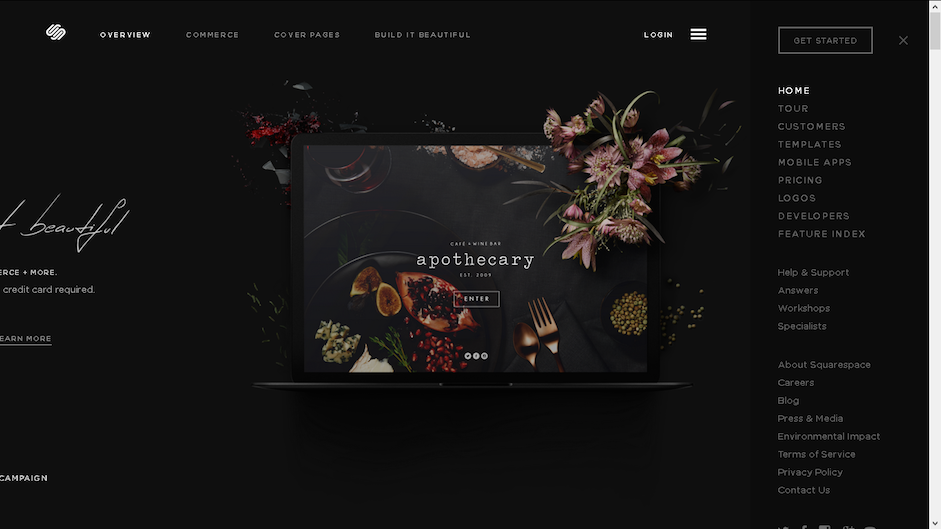 OVERVIEW
COMMERCE
COVER PAGES
BUILD IT BEAUTIFUL
LOGIN
beautiful
ERCE + MORE.
credit card required.
EARN MORE
CAMPAIGN
CAFÉ + WINE BAR
apothecary
EST. 2009
ENTER
GET STARTED
HOME
TOUR
CUSTOMERS
TEMPLATES
MOBILE APPS
PRICING
LOGOS
DEVELOPERS
FEATURE INDEX
Help & Support
Answers
Workshops
Specialists
About Squarespace
Careers
Blog
Press & Media
Environmental Impact
Terms of Service
Privacy Policy
Contact Us